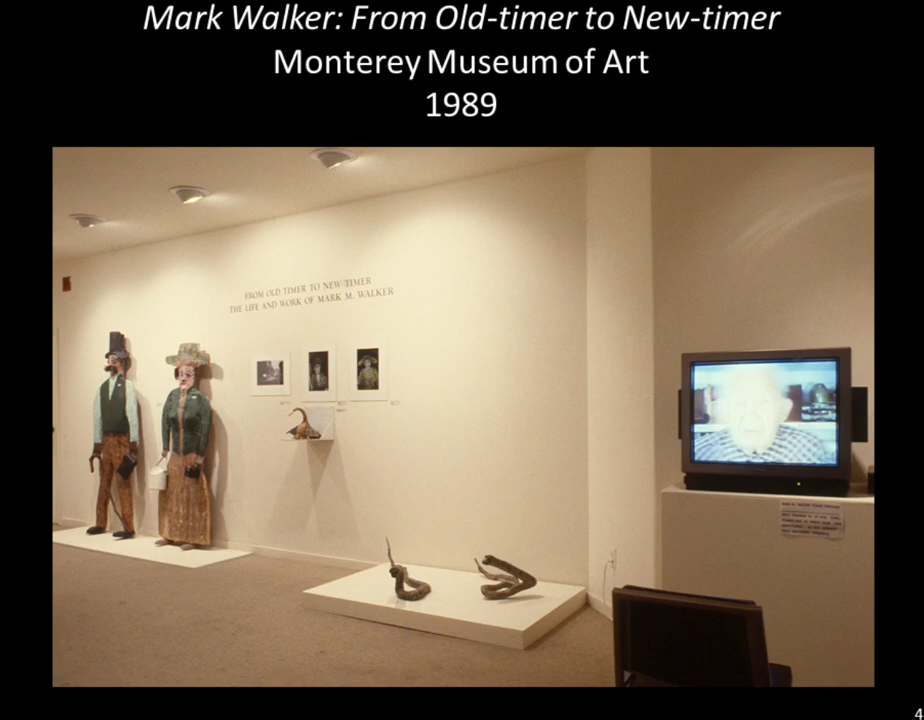 Mark Walker: From Old-timer to New-timer
Monterey Museum of Art
1989
FROM OLD TIMER TO NEW TIMER
THE LIFE AND WORK OF MARK M. WALKER
4